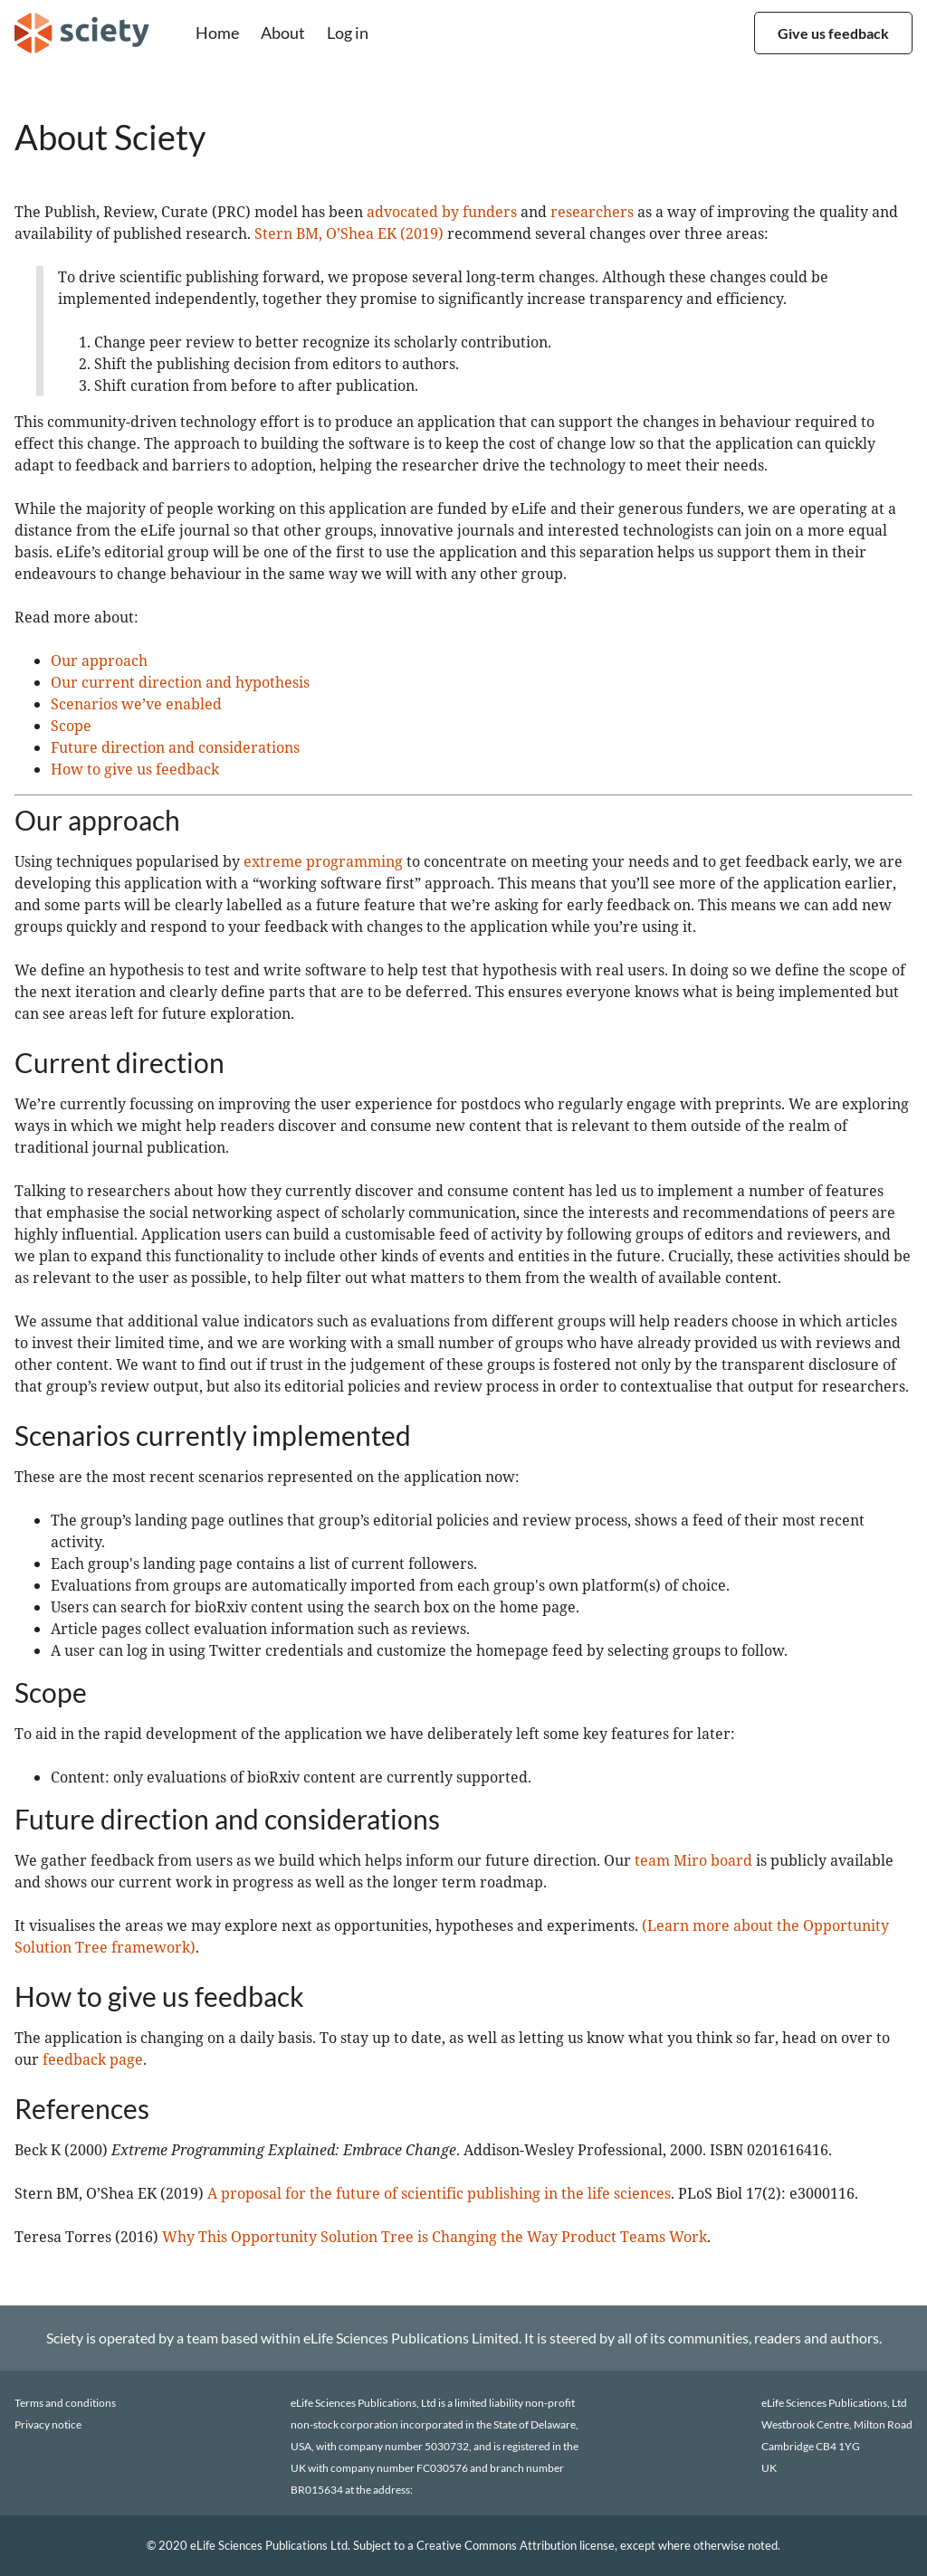 sciety
Home
About
Log in
Give us feedback
About Sciety
The Publish, Review, Curate (PRC) model has been advocated by funders and researchers as a way of improving the quality and
availability of published research. Stern BM, O’Shea EK (2019) recommend several changes over three areas:
To drive scientific publishing forward, we propose several long-term changes. Although these changes could be
implemented independently, together they promise to significantly increase transparency and efficiency.
1. Change peer review to better recognize its scholarly contribution.
2. Shift the publishing decision from editors to authors.
3. Shift curation from before to after publication.
This community-driven technology effort is to produce an application that can support the changes in behaviour required to
effect this change. The approach to building the software is to keep the cost of change low so that the application can quickly
adapt to feedback and barriers to adoption, helping the researcher drive the technology to meet their needs.
While the majority of people working on this application are funded by eLife and their generous funders, we are operating at a
distance from the eLife journal so that other groups, innovative journals and interested technologists can join on a more equal
basis. eLife’s editorial group will be one of the first to use the application and this separation helps us support them in their
endeavours to change behaviour in the same way we will with any other group.
Read more about:
• Our approach
• Our current direction and hypothesis
• Scenarios we’ve enabled
• Scope
• Future direction and considerations
• How to give us feedback
Our approach
Using techniques popularised by extreme programming to concentrate on meeting your needs and to get feedback early, we are
developing this application with a “working software first” approach. This means that you’ll see more of the application earlier,
and some parts will be clearly labelled as a future feature that we’re asking for early feedback on. This means we can add new
groups quickly and respond to your feedback with changes to the application while you’re using it.
We define an hypothesis to test and write software to help test that hypothesis with real users. In doing so we define the scope of
the next iteration and clearly define parts that are to be deferred. This ensures everyone knows what is being implemented but
can see areas left for future exploration.
Current direction
We’re currently focussing on improving the user experience for postdocs who regularly engage with preprints. We are exploring
ways in which we might help readers discover and consume new content that is relevant to them outside of the realm of
traditional journal publication.
Talking to researchers about how they currently discover and consume content has led us to implement a number of features
that emphasise the social networking aspect of scholarly communication, since the interests and recommendations of peers are
highly influential. Application users can build a customisable feed of activity by following groups of editors and reviewers, and
we plan to expand this functionality to include other kinds of events and entities in the future. Crucially, these activities should be
as relevant to the user as possible, to help filter out what matters to them from the wealth of available content.
We assume that additional value indicators such as evaluations from different groups will help readers choose in which articles
to invest their limited time, and we are working with a small number of groups who have already provided us with reviews and
other content. We want to find out if trust in the judgement of these groups is fostered not only by the transparent disclosure of
that group’s review output, but also its editorial policies and review process in order to contextualise that output for researchers.
Scenarios currently implemented
These are the most recent scenarios represented on the application now:
• The group’s landing page outlines that group’s editorial policies and review process, shows a feed of their most recent
activity.
• Each group's landing page contains a list of current followers.
• Evaluations from groups are automatically imported from each group's own platform(s) of choice.
• Users can search for bioRxiv content using the search box on the home page.
• Article pages collect evaluation information such as reviews.
• A user can log in using Twitter credentials and customize the homepage feed by selecting groups to follow.
Scope
To aid in the rapid development of the application we have deliberately left some key features for later:
• Content: only evaluations of bioRxiv content are currently supported.
Future direction and considerations
We gather feedback from users as we build which helps inform our future direction. Our team Miro board is publicly available
and shows our current work in progress as well as the longer term roadmap.
It visualises the areas we may explore next as opportunities, hypotheses and experiments. (Learn more about the Opportunity
Solution Tree framework).
How to give us feedback
The application is changing on a daily basis. To stay up to date, as well as letting us know what you think so far, head on over to
our feedback page.
References
Beck K (2000) Extreme Programming Explained: Embrace Change. Addison-Wesley Professional, 2000. ISBN 0201616416.
Stern BM, O’Shea EK (2019) A proposal for the future of scientific publishing in the life sciences. PLoS Biol 17(2): e3000116.
Teresa Torres (2016) Why This Opportunity Solution Tree is Changing the Way Product Teams Work.
Sciety is operated by a team based within eLife Sciences Publications Limited. It is steered by all of its communities, readers and authors.
Terms and conditions
Privacy notice
eLife Sciences Publications, Ltd is a limited liability non-profit
non-stock corporation incorporated in the State of Delaware,
USA, with company number 5030732, and is registered in the
UK with company number FC030576 and branch number
BR015634 at the address:
eLife Sciences Publications, Ltd
Westbrook Centre, Milton Road
Cambridge CB4 1YG
UK
© 2020 eLife Sciences Publications Ltd. Subject to a Creative Commons Attribution license, except where otherwise noted.